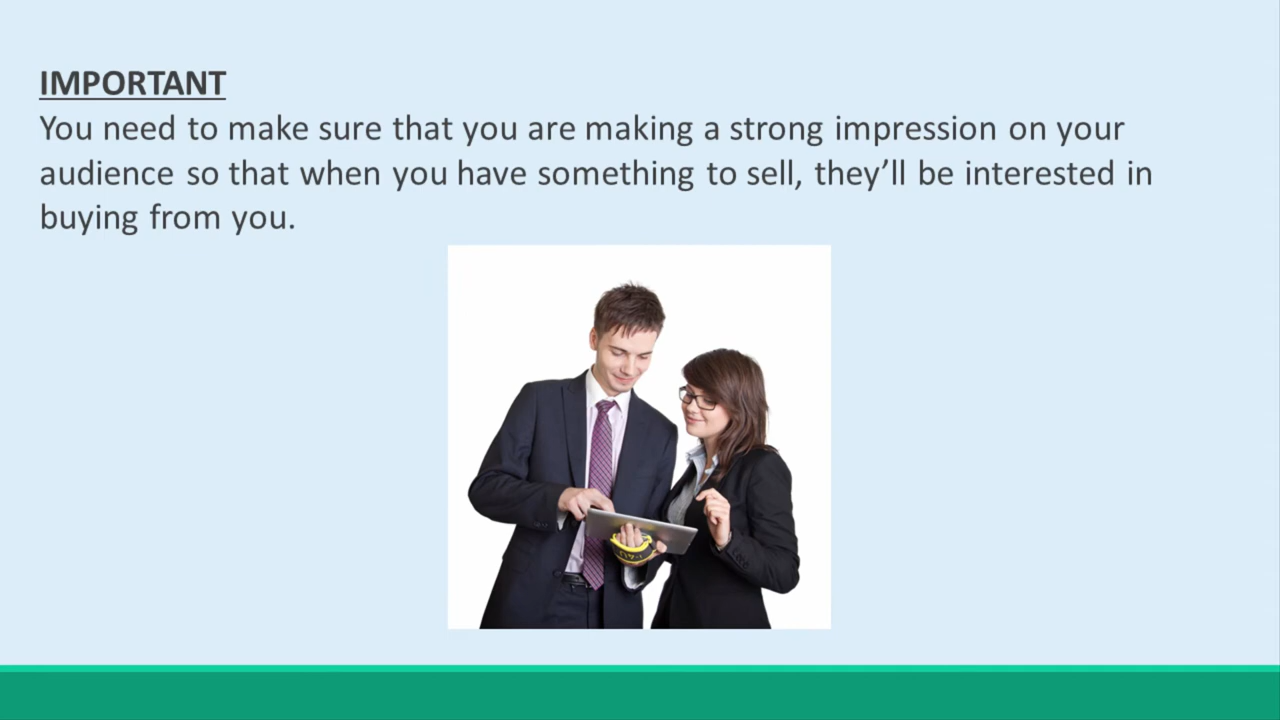 IMPORTANT
You need to make sure that you are making a strong impression on your
audience so that when you have something to sell, they’ll be interested in
buying from you.